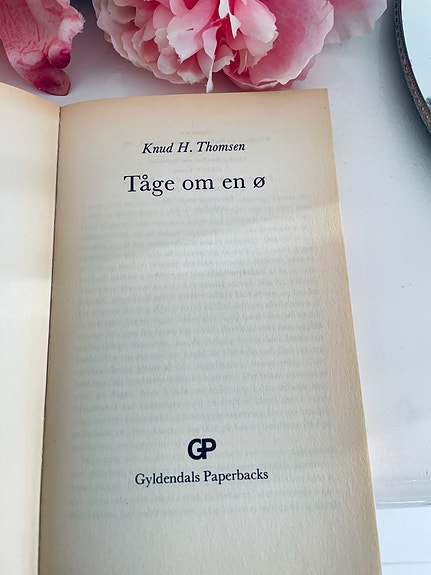 Knud H. Thomsen
Tåge om en ø
GP
Gyldendals Paperbacks